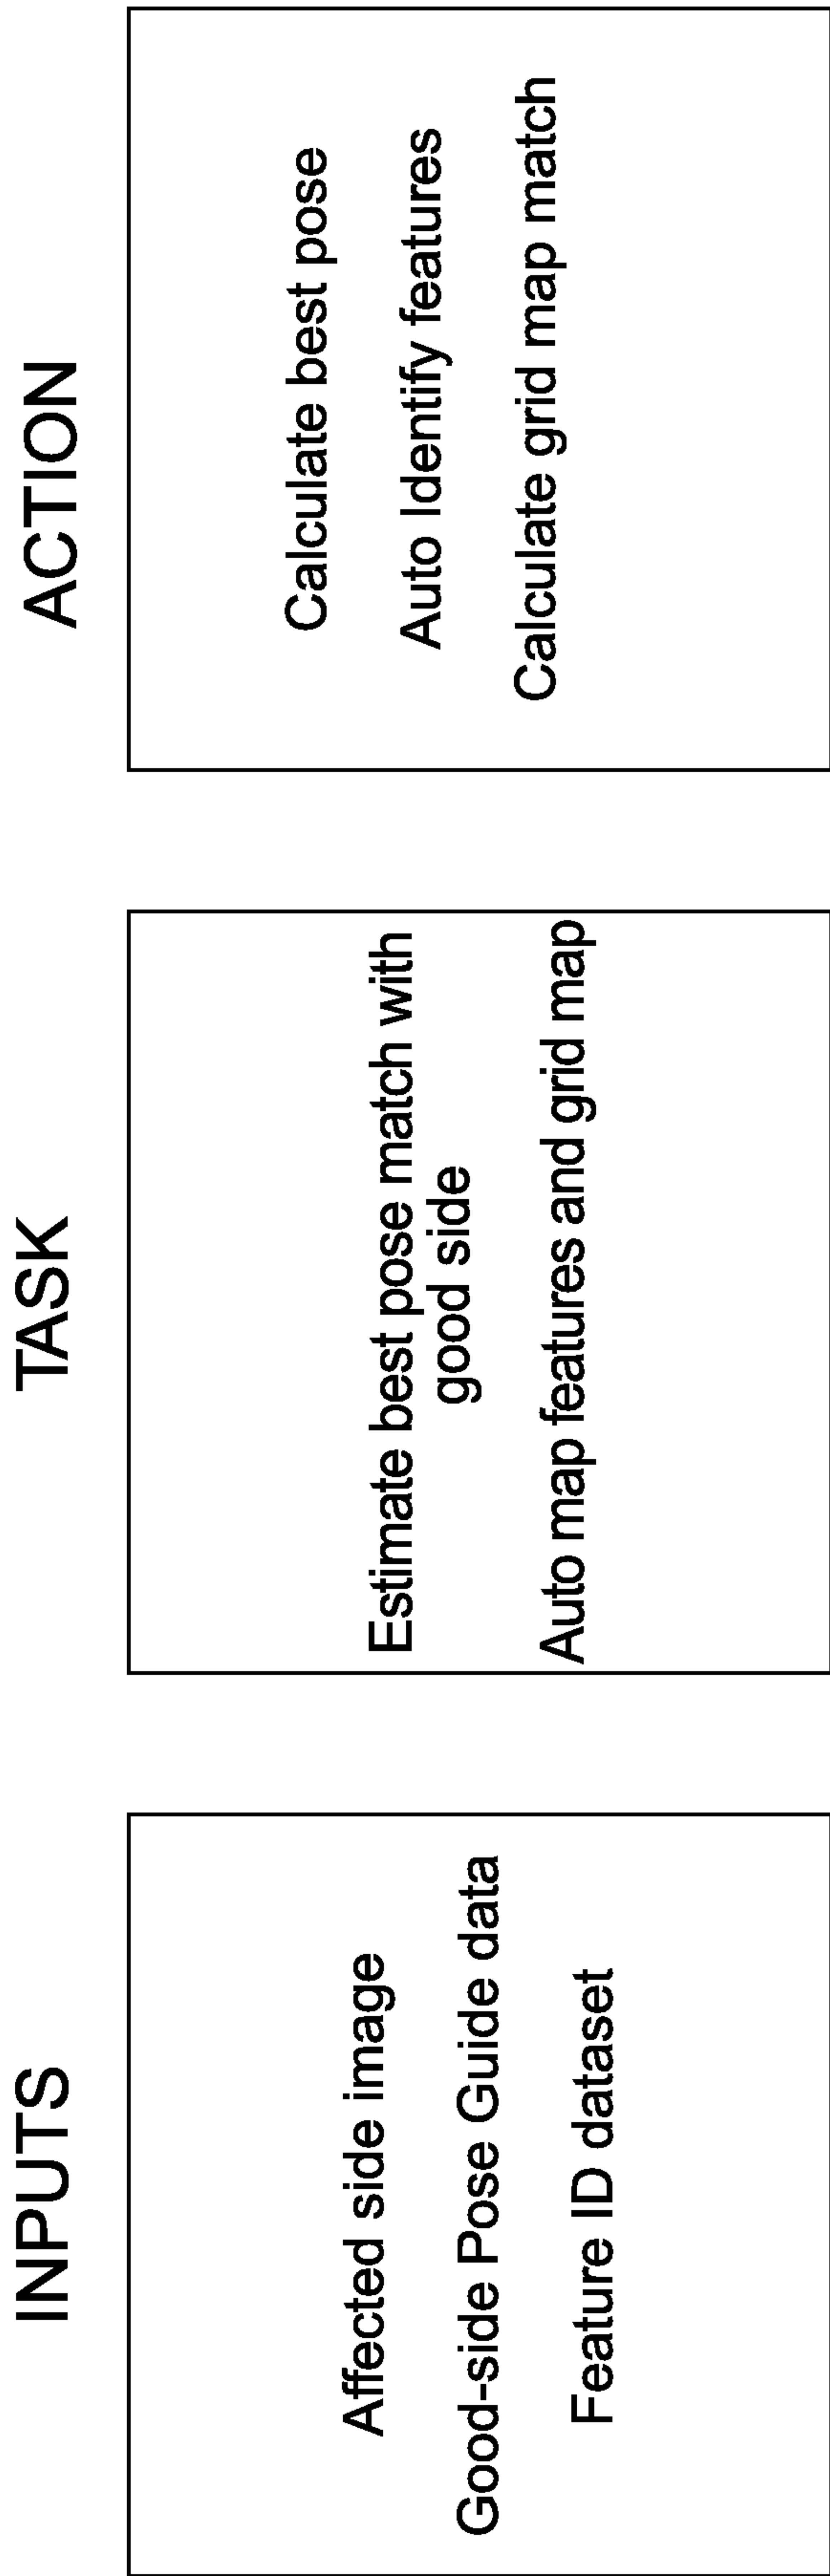 INPUTS
Affected side image
Good-side Pose Guide data
Feature ID dataset
TASK
Estimate best pose match with
good side
Auto map features and grid map
ACTION
Calculate best pose
Auto Identify features
Calculate grid map match